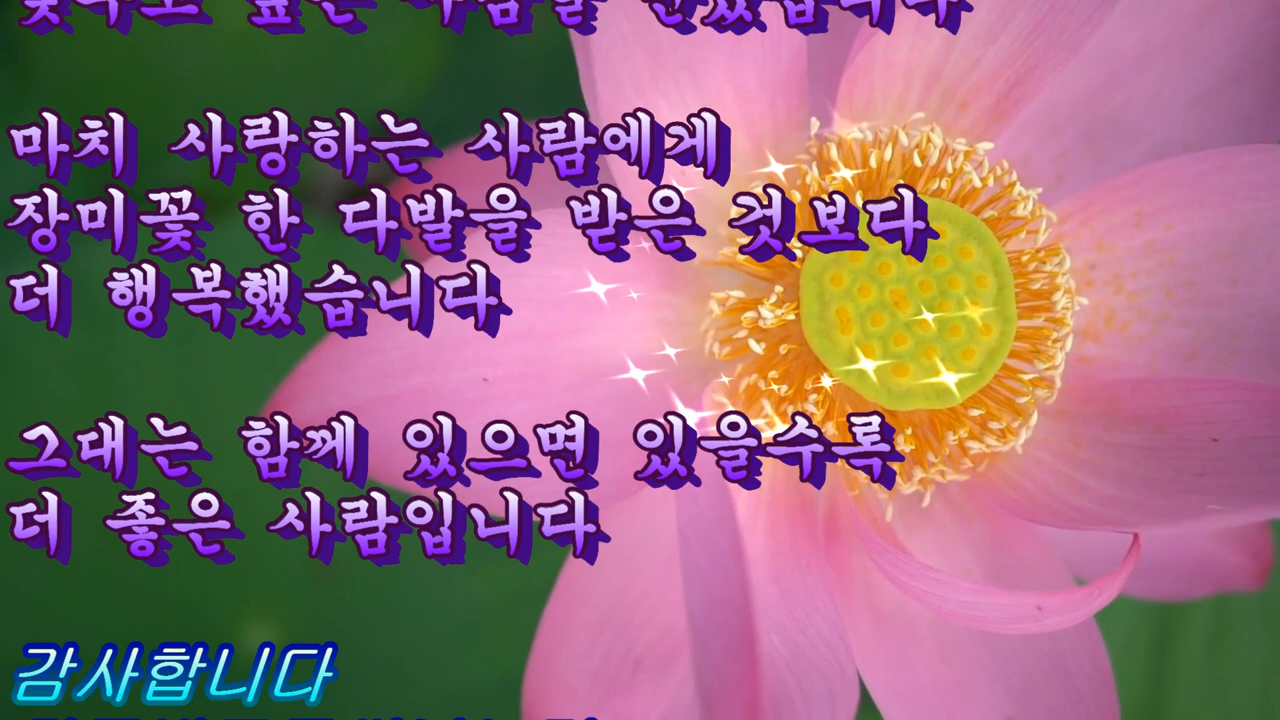 마치 사랑하는 사람에게
장미꽃 한 다발을 받은 것보다
더 행복했습니다
그대는 함께 있으면 있을수록
더 좋은 사람입니다
감사합니다